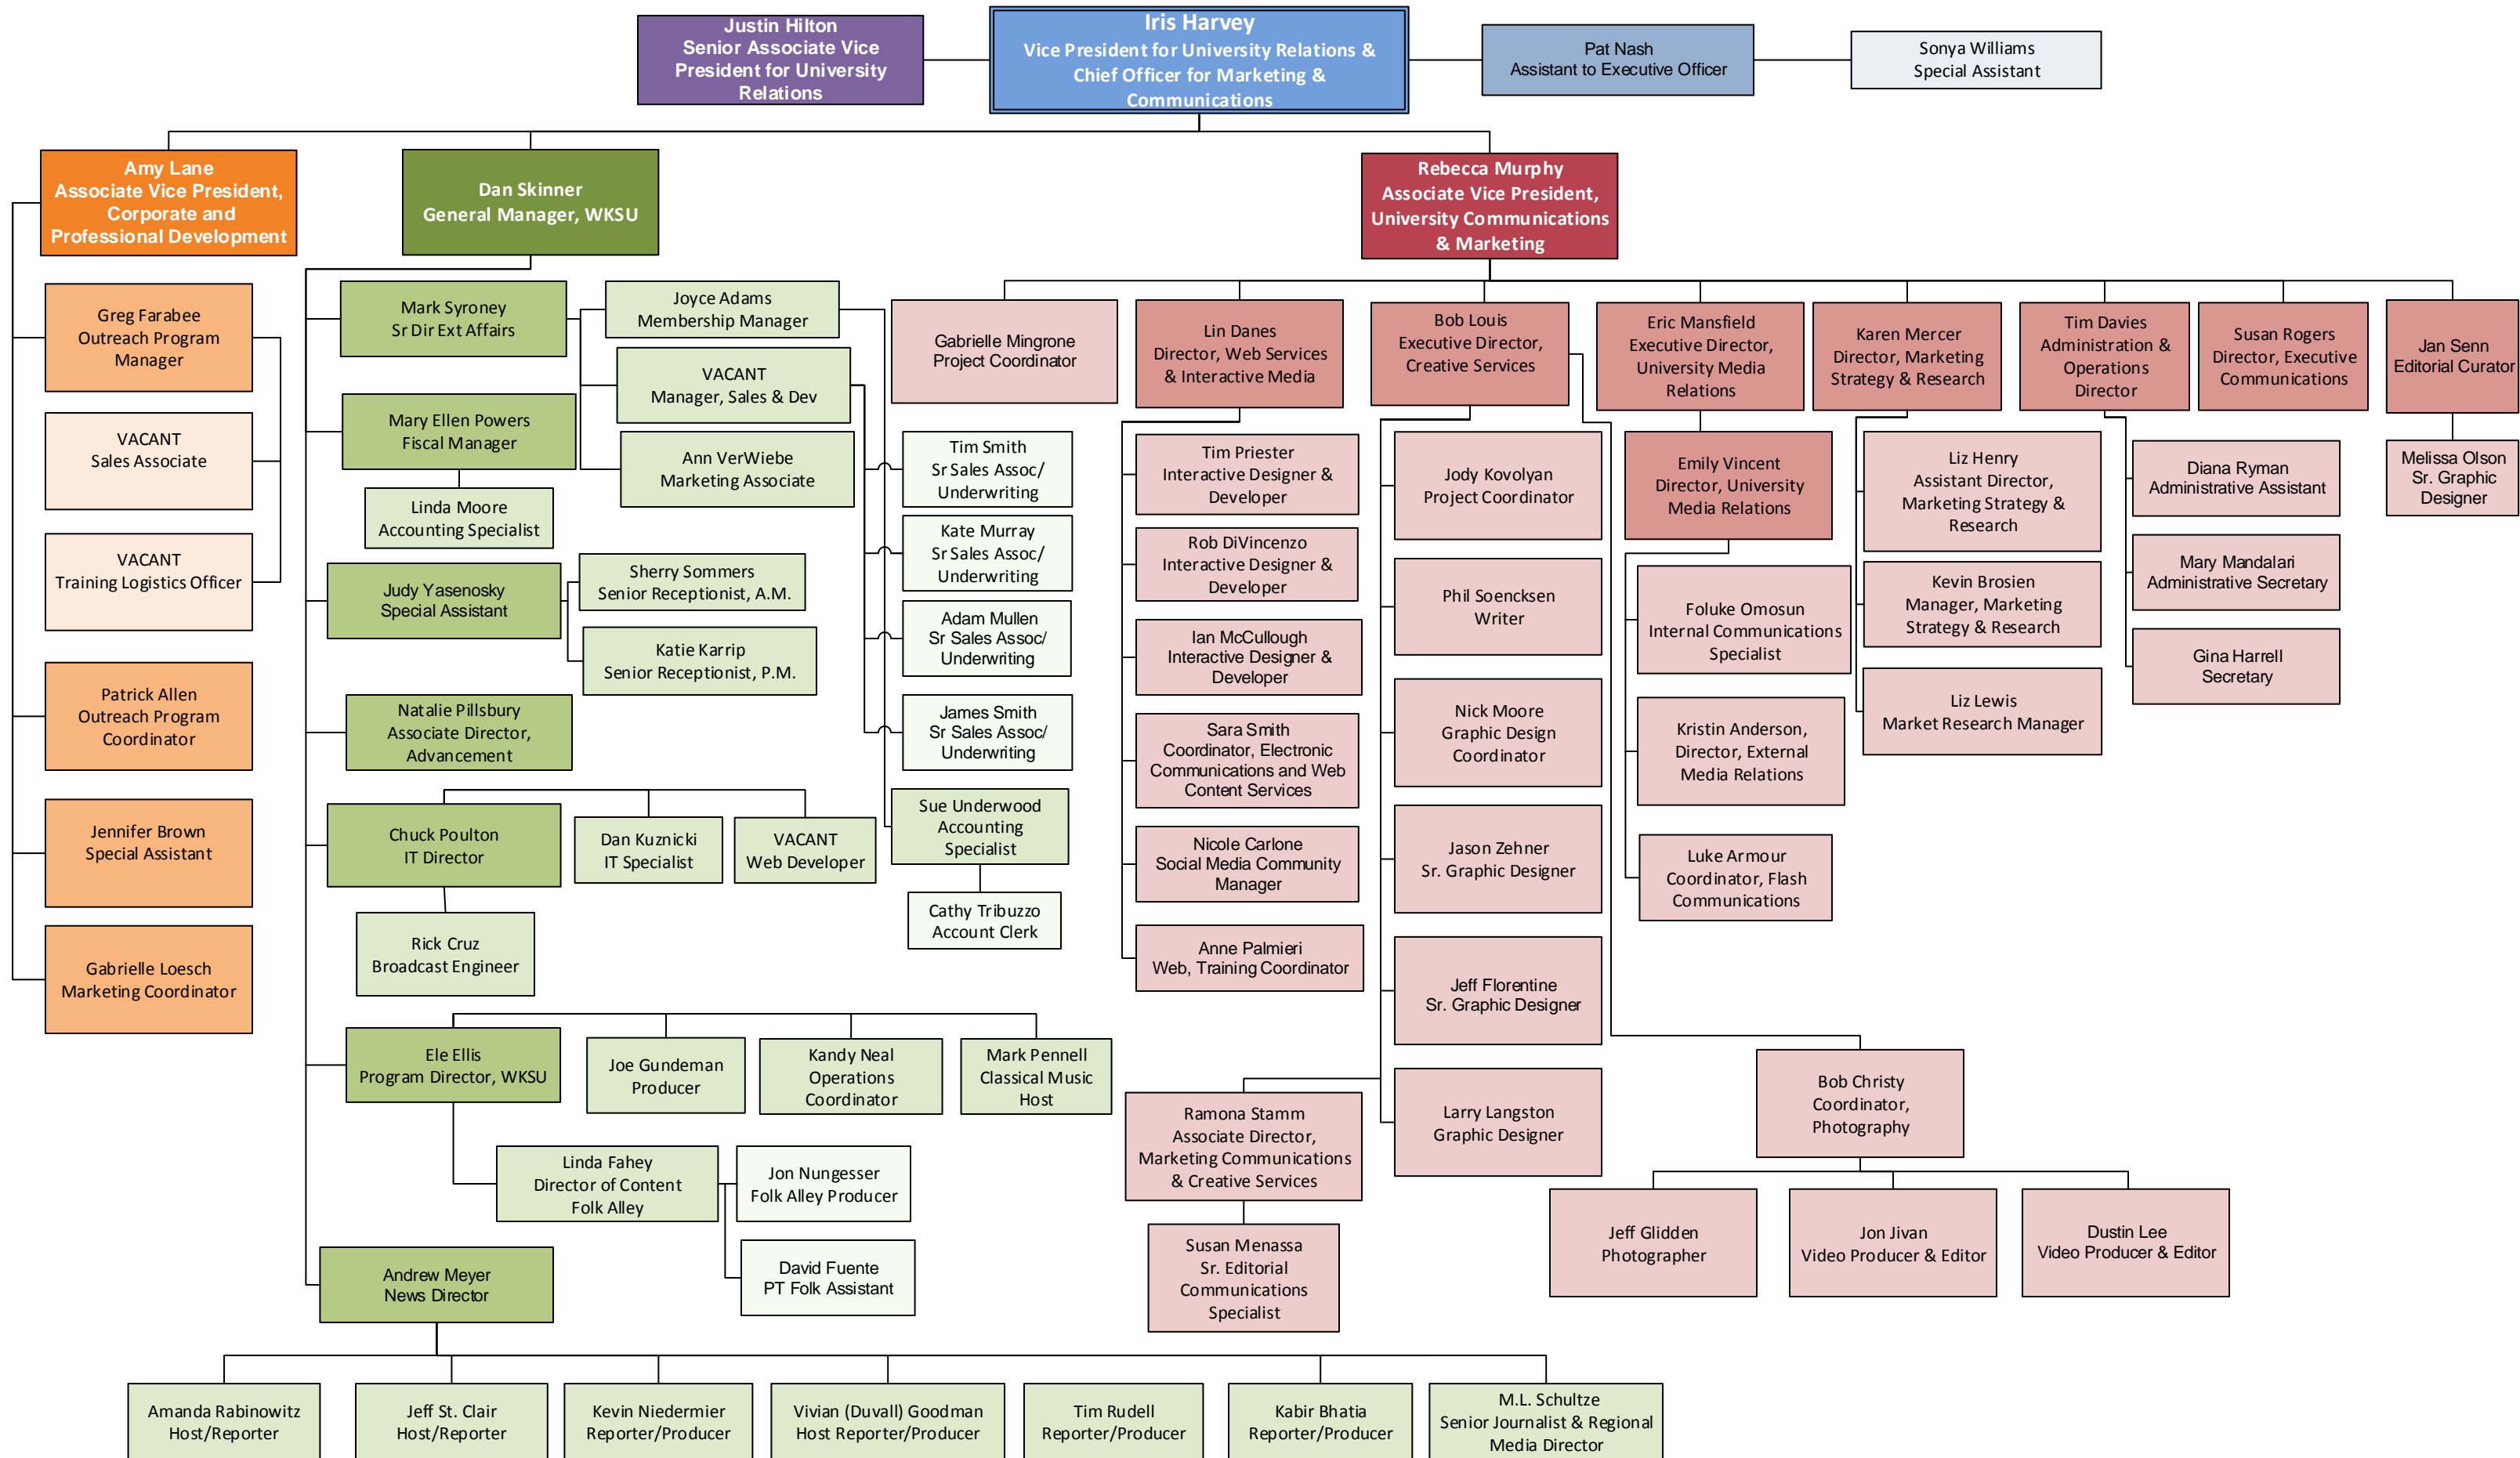 Justin Hilton
Senior Associate Vice
President for University
Relations
Iris Harvey
Vice President for University Relations &
Chief Officer for Marketing &
Communications
Pat Nash
Assistant to Executive Officer
Sonya Williams
Special Assistant
Amy Lane
Associate Vice President,
Corporate and
Professional Development
Dan Skinner
General Manager, WKSU
Rebecca Murphy
Associate Vice President,
University Communications
& Marketing
Greg Farabee
Outreach Program
Manager
VACANT
Sales Associate
VACANT
Training Logistics Officer
Patrick Allen
Outreach Program
Coordinator
Jennifer Brown
Special Assistant
Gabrielle Loesch
Marketing Coordinator
Mark Syroney
Sr Dir Ext Affairs
Joyce Adams
Membership Manager
VACANT
Manager, Sales & Dev
Ann VerWiebe
Marketing Associate
Mary Ellen Powers
Fiscal Manager
Linda Moore
Accounting Specialist
Judy Yasenosky
Special Assistant
Sherry Sommers
Senior Receptionist, A.M.
Katie Karrip
Senior Receptionist, P.M.
Natalie Pillsbury
Associate Director,
Advancement
Tim Smith
Sr Sales Assoc/
Underwriting
Kate Murray
Sr Sales Assoc/
Underwriting
Adam Mullen
Sr Sales Assoc/
Underwriting
James Smith
Sr Sales Assoc/
Underwriting
Sue Underwood
Accounting
Specialist
Cathy Tribuzzo
Account Clerk
Chuck Poulton
IT Director
Dan Kuznicki
IT Specialist
VACANT
Web Developer
Rick Cruz
Broadcast Engineer
Ele Ellis
Program Director, WKSU
Joe Gundeman
Producer
Kandy Neal
Operations
Coordinator
Mark Pennell
Classical Music
Host
Linda Fahey
Director of Content
Folk Alley
Jon Nungesser
Folk Alley Producer
David Fuente
PT Folk Assistant
Andrew Meyer
News Director
Amanda Rabinowitz
Host/Reporter
Jeff St. Clair
Host/Reporter
Kevin Niedermier
Reporter/Producer
Vivian (Duvall) Goodman
Host Reporter/Producer
Tim Rudell
Reporter/Producer
Kabir Bhatia
Reporter/Producer
M.L. Schultze
Senior Journalist & Regional
Media Director
Gabrielle Mingrone
Project Coordinator
Lin Danes
Director, Web Services
& Interactive Media
Tim Priester
Interactive Designer &
Developer
Rob DiVincenzo
Interactive Designer &
Developer
Ian McCullough
Interactive Designer &
Developer
Sara Smith
Coordinator, Electronic
Communications and Web
Content Services
Nicole Carlone
Social Media Community
Manager
Anne Palmieri
Web, Training Coordinator
Bob Louis
Executive Director,
Creative Services
Jody Kovolyan
Project Coordinator
Phil Soencksen
Writer
Nick Moore
Graphic Design
Coordinator
Jason Zehner
Sr. Graphic Designer
Jeff Florentine
Sr. Graphic Designer
Larry Langston
Graphic Designer
Ramona Stamm
Associate Director,
Marketing Communications
& Creative Services
Susan Menassa
Sr. Editorial
Communications
Specialist
Bob Christy
Coordinator,
Photography
Jeff Glidden
Photographer
Jon Jivan
Video Producer & Editor
Dustin Lee
Video Producer & Editor
Eric Mansfield
Executive Director,
University Media
Relations
Emily Vincent
Director, University
Media Relations
Foluke Omosun
Internal Communications
Specialist
Kristin Anderson,
Director, External
Media Relations
Luke Armour
Coordinator, Flash
Communications
Karen Mercer
Director, Marketing
Strategy & Research
Liz Henry
Assistant Director,
Marketing Strategy &
Research
Kevin Brosien
Manager, Marketing
Strategy & Research
Liz Lewis
Market Research Manager
Tim Davies
Administration &
Operations
Director
Diana Ryman
Administrative Assistant
Mary Mandalari
Administrative Secretary
Gina Harrell
Secretary
Susan Rogers
Director, Executive
Communications
Jan Senn
Editorial Curator
Melissa Olson
Sr. Graphic
Designer